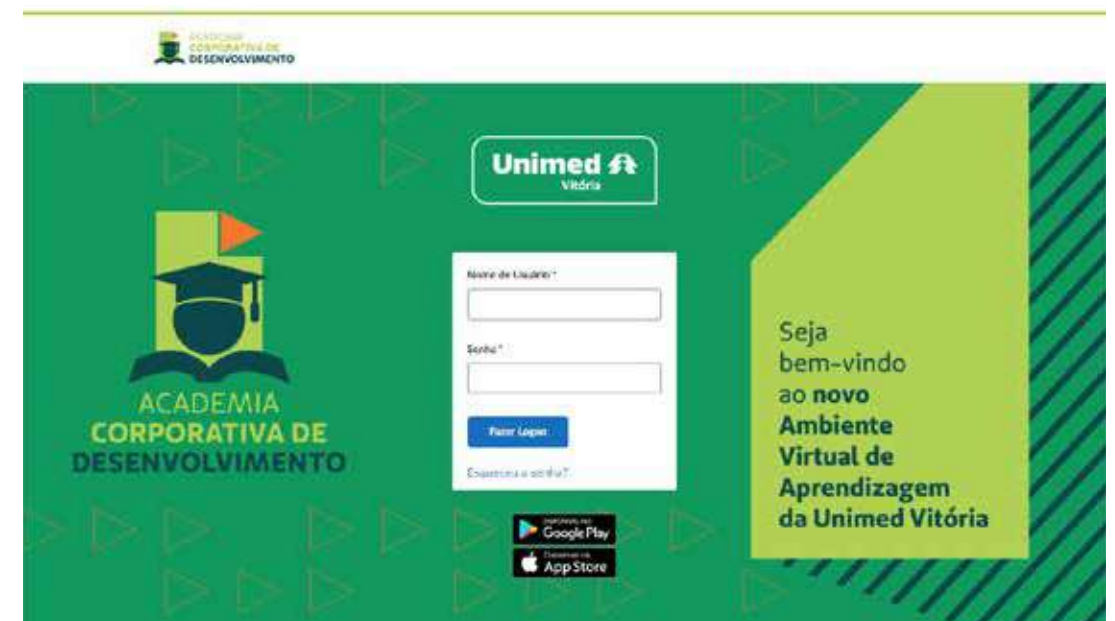 ACADEMIA
CORPORATIVA DE
DESENVOLVIMENTO
Unimed
Vitória
Nome de Usuário *
Senha *
Fazer Logon
Esqueceu a senha?
ACADEMIA
CORPORATIVA DE
DESENVOLVIMENTO
Seja
bem-vindo
ao novo
Ambiente
Virtual de
Aprendizagem
da Unimed Vitória
Google Play
App Store